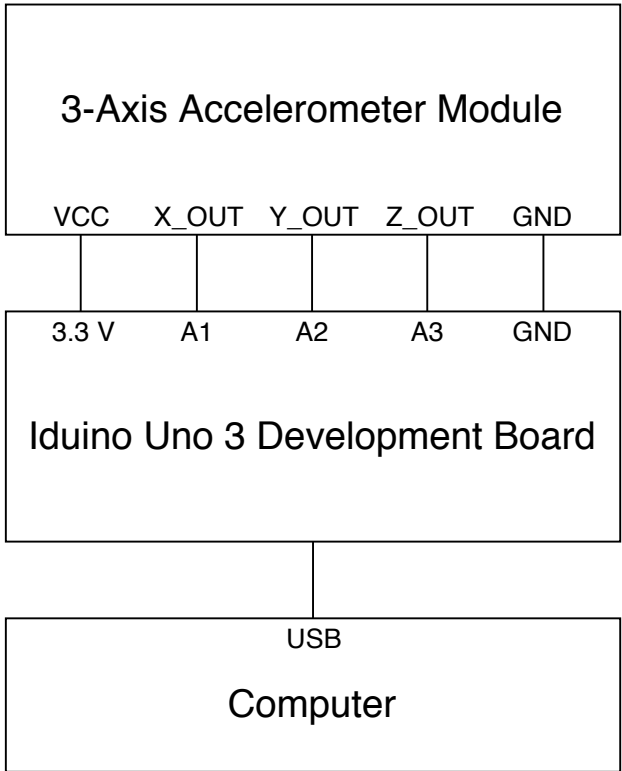 3-Axis Accelerometer Module
VCC X_OUT Y_OUT Z_OUT GND
3.3 V A1 A2 A3 GND
Iduino Uno 3 Development Board
USB
Computer